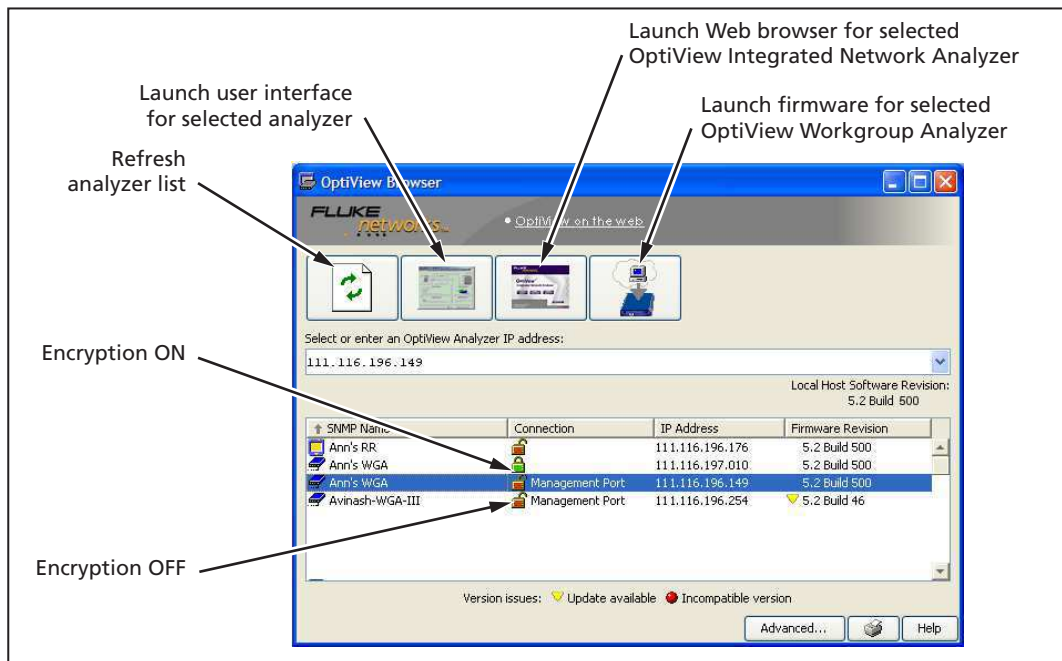 Launch Web browser for selected
OptiView Integrated Network Analyzer
Launch user interface
for selected analyzer
Launch firmware for selected
OptiView Workgroup Analyzer
Refresh
analyzer list
OptiView Browser
FLUKE
networks.
• OptiView on the web
Select or enter an OptiView Analyzer IP address:
Encryption ON
111.116.196.149
Local Host Software Revision:
5.2 Build 500
SNMP Name Connection IP Address Firmware Revision
Ann's RR 111.116.196.176 5.2 Build 500
Ann's WGA 111.116.197.010 5.2 Build 500
Ann's WGA Management Port 111.116.196.149 5.2 Build 500
Avinash-WGA-III Management Port 111.116.196.254 5.2 Build 46
Encryption OFF
Version issues: Update available Incompatible version
Advanced... Help